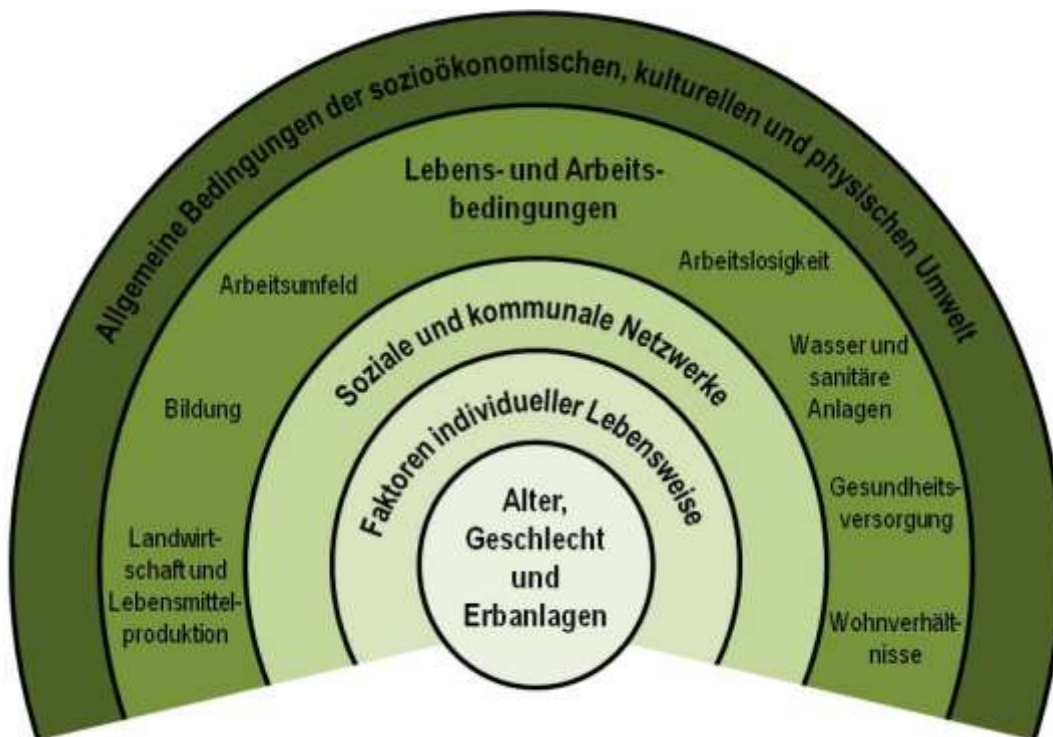 Allgemeine Bedingungen der sozioökonomischen, kulturellen und physischen Umwelt
Lebens- und Arbeits-
bedingungen
Arbeitsumfeld
Bildung
Landwirt-
schaft und
Lebensmittel-
produktion
Arbeitslosigkeit
Wasser und
sanitäre
Anlagen
Gesundheits-
versorgung
Wohnverhält-
nisse
Soziale und kommunale Netzwerke
Faktoren individueller Lebensweise
Alter,
Geschlecht
und
Erbanlagen